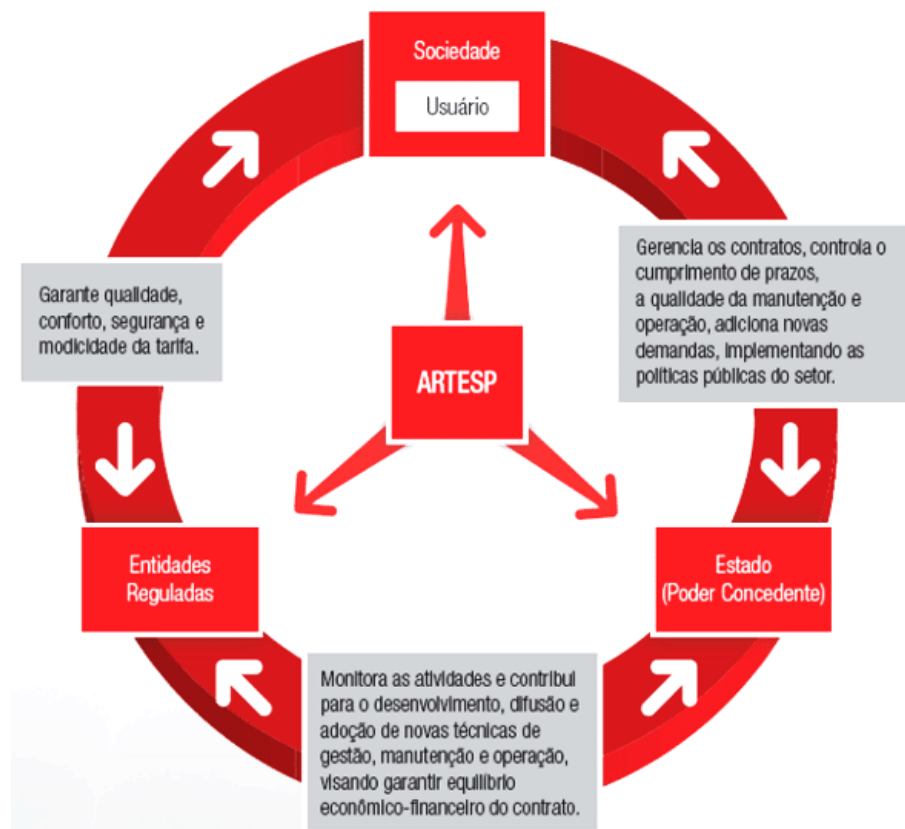 Sociedade
Usuário
Garante qualidade,
conforto, segurança e
modicidade da tarifa.
Gerencia os contratos, controla o
cumprimento de prazos,
a qualidade da manutenção e
operação, adiciona novas
demandas, implementando as
políticas públicas do setor.
ARTESP
Entidades
Reguladas
Estado
(Poder Concedente)
Monitora as atividades e contribui
para o desenvolvimento, difusão e
adoção de novas técnicas de
gestão, manutenção e operação,
visando garantir equilíbrio
econômico-financeiro do contrato.